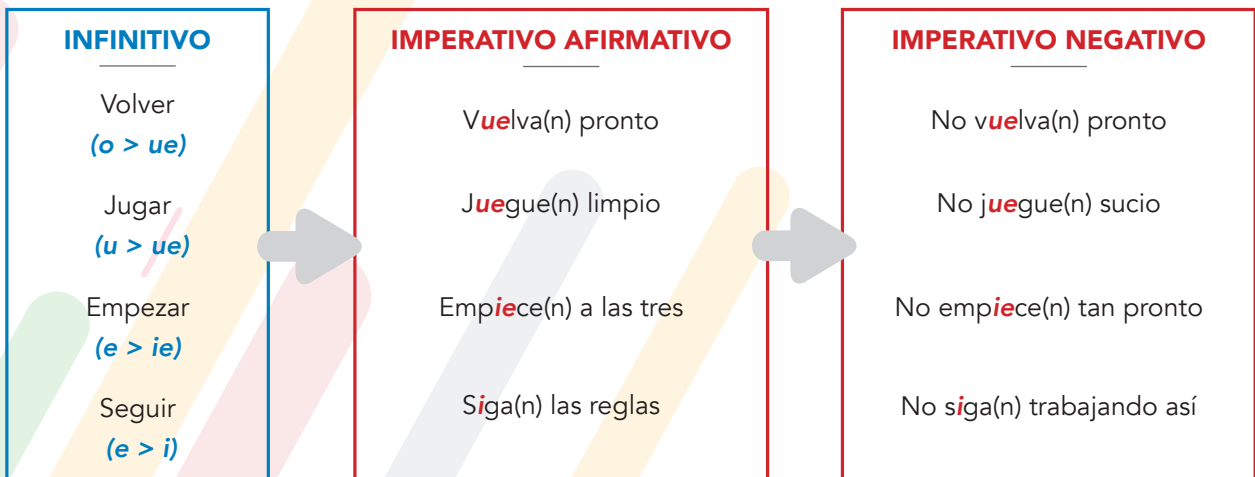 INFINITIVO
Volver
(o > ue)
Jugar
(u > ue)
Empezar
(e > ie)
Seguir
(e > i)
IMPERATIVO AFIRMATIVO
Vuelva(n) pronto
Juegue(n) limpio
Empiece(n) a las tres
Siga(n) las reglas
IMPERATIVO NEGATIVO
No vuelva(n) pronto
No juegue(n) sucio
No empiece(n) tan pronto
No siga(n) trabajando así